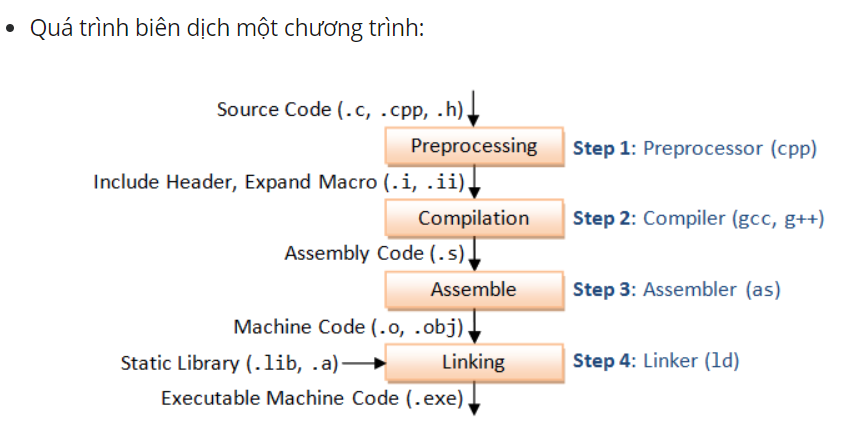 Quá trình biên dịch một chương trình:
Source Code (.c, .cpp, .h)
Preprocessing
Step 1: Preprocessor (cpp)
Include Header, Expand Macro (.i, .ii)
Compilation
Step 2: Compiler (gcc, g++)
Assembly Code (.s)
Assemble
Step 3: Assembler (as)
Machine Code (.o, .obj)
Static Library (.lib, .a)
Linking
Step 4: Linker (ld)
Executable Machine Code (.exe)